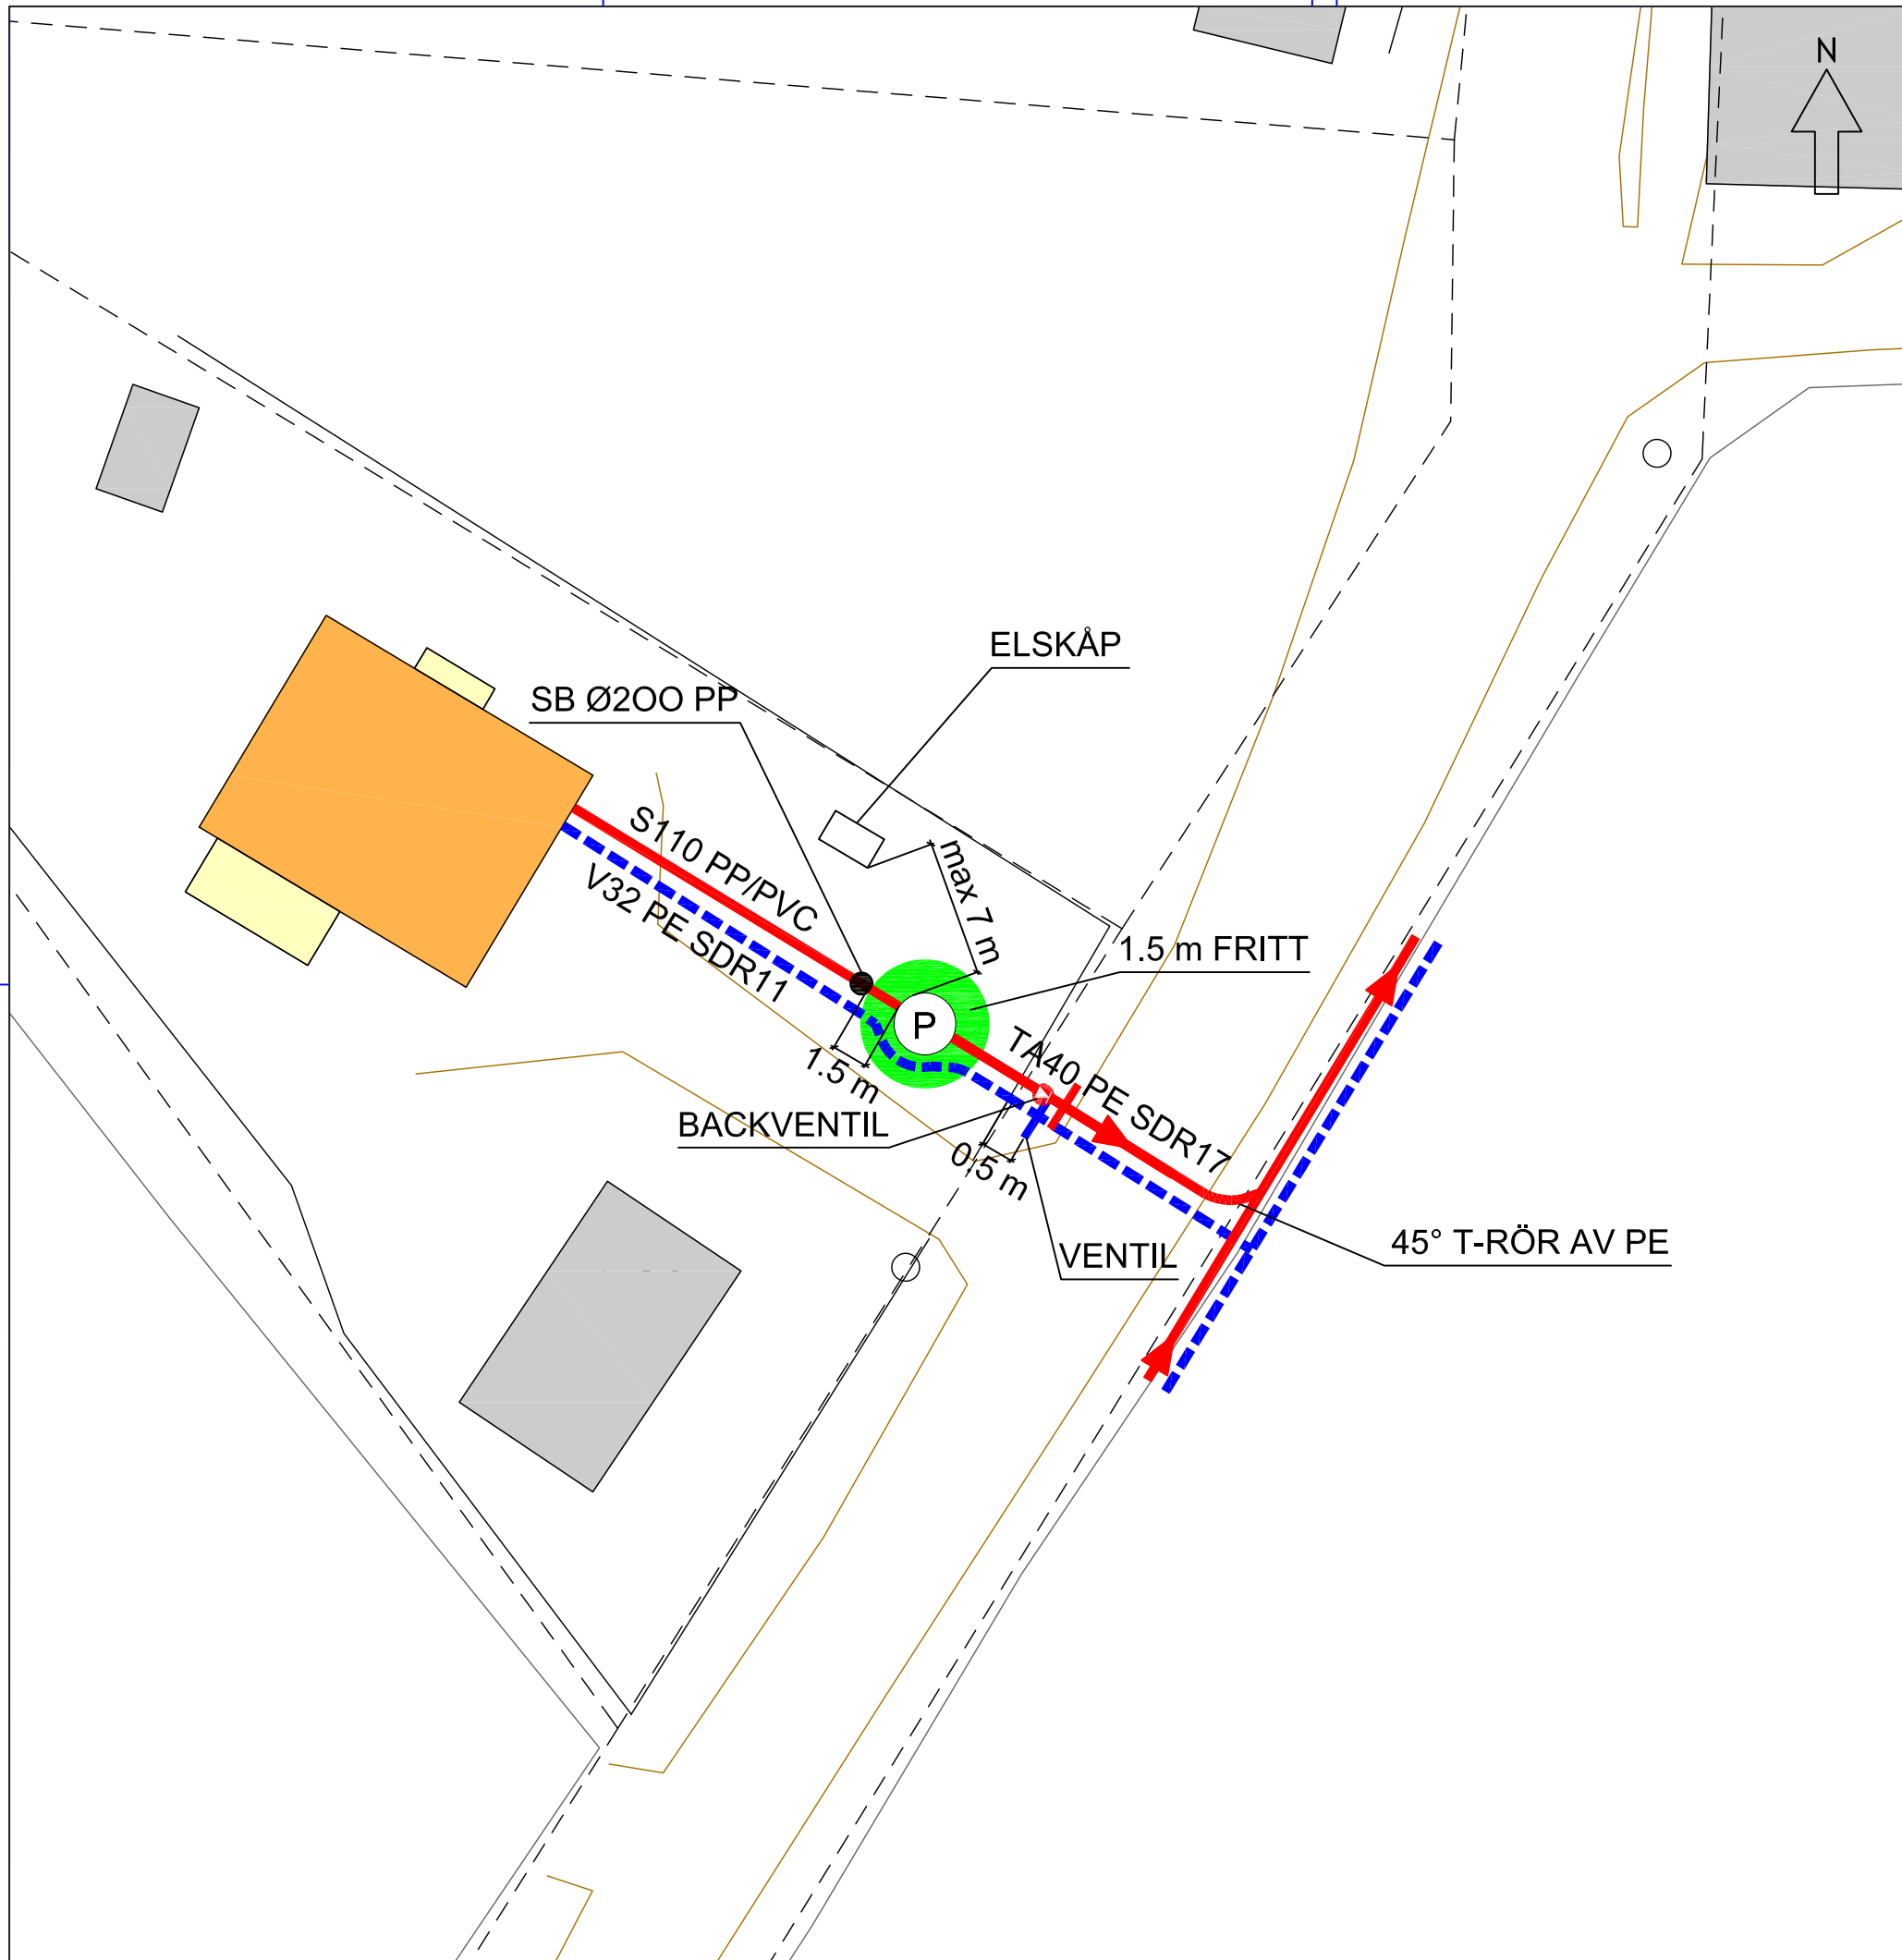 N
ELSKÅP
SB Ø2OO PP
S110 PP/PVC
V32 PE SDR11
max 7 m
1.5 m FRITT
P
TA40 PE SDR17
1.5 m
BACKVENTIL
0.5 m
VENTIL
45° T-RÖR AV PE